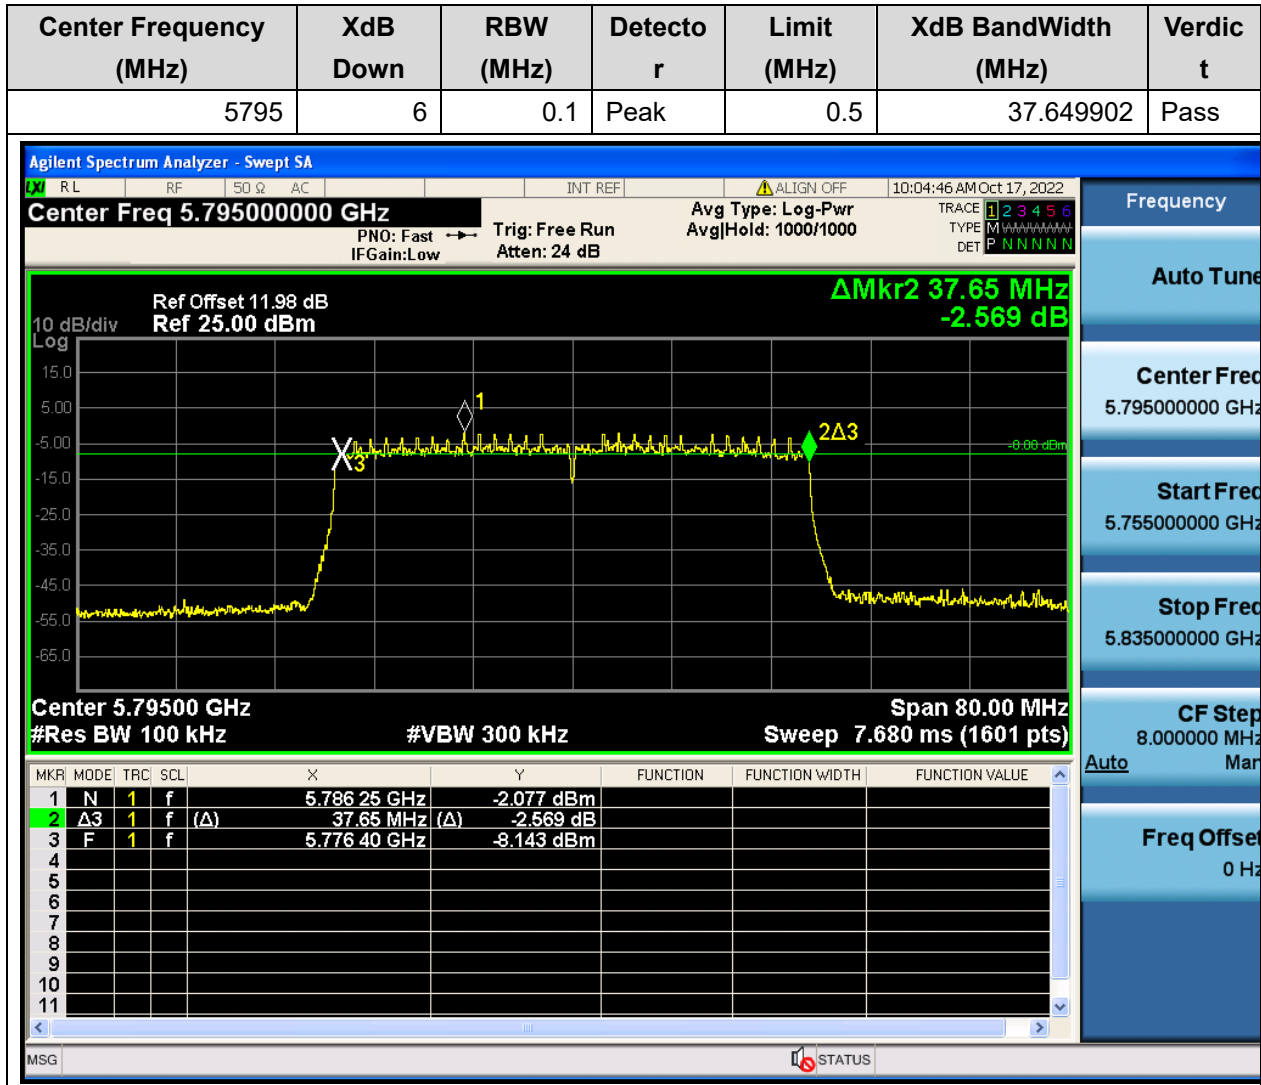 Center Frequency (MHz) XdB Down RBW (MHz) Detecto r Limit (MHz) XdB BandWidth (MHz) Verdic t
5795 6 0.1 Peak 0.5 37.649902 Pass
Agilent Spectrum Analyzer - Swept SA
LXI RL RF 50 Ω AC INT REF ALIGN OFF 10:04:46 AM Oct 17, 2022
Center Freq 5.795000000 GHz
PNO: Fast
IFGain:Low
Trig: Free Run
Atten: 24 dB
Avg Type: Log-Pwr
Avg|Hold: 1000/1000
TRACE 1 2 3 4 5 6
TYPE M WWWWW
DET P N N N N N
ΔMkr2 37.65 MHz
-2.569 dB
Ref Offset 11.98 dB
10 dB/div Ref 25.00 dBm
Log
15.0
5.00
-5.00
-15.0
-25.0
-35.0
-45.0
-55.0
-65.0
1
2Δ3
3
-0.00 dBm
Center 5.79500 GHz Span 80.00 MHz
#Res BW 100 kHz #VBW 300 kHz Sweep 7.680 ms (1601 pts)
MKR MODE TRC SCL X Y FUNCTION FUNCTION WIDTH FUNCTION VALUE
1 N 1 f 5.786 25 GHz -2.077 dBm
2 Δ3 1 f (Δ) 37.65 MHz (Δ) -2.569 dB
3 F 1 f 5.776 40 GHz -8.143 dBm
4
5
6
7
8
9
10
11
MSG STATUS
Frequency
Auto Tune
Center Freq
5.795000000 GHz
Start Freq
5.755000000 GHz
Stop Freq
5.835000000 GHz
CF Step
8.000000 MHz
Auto Man
Freq Offset
0 Hz